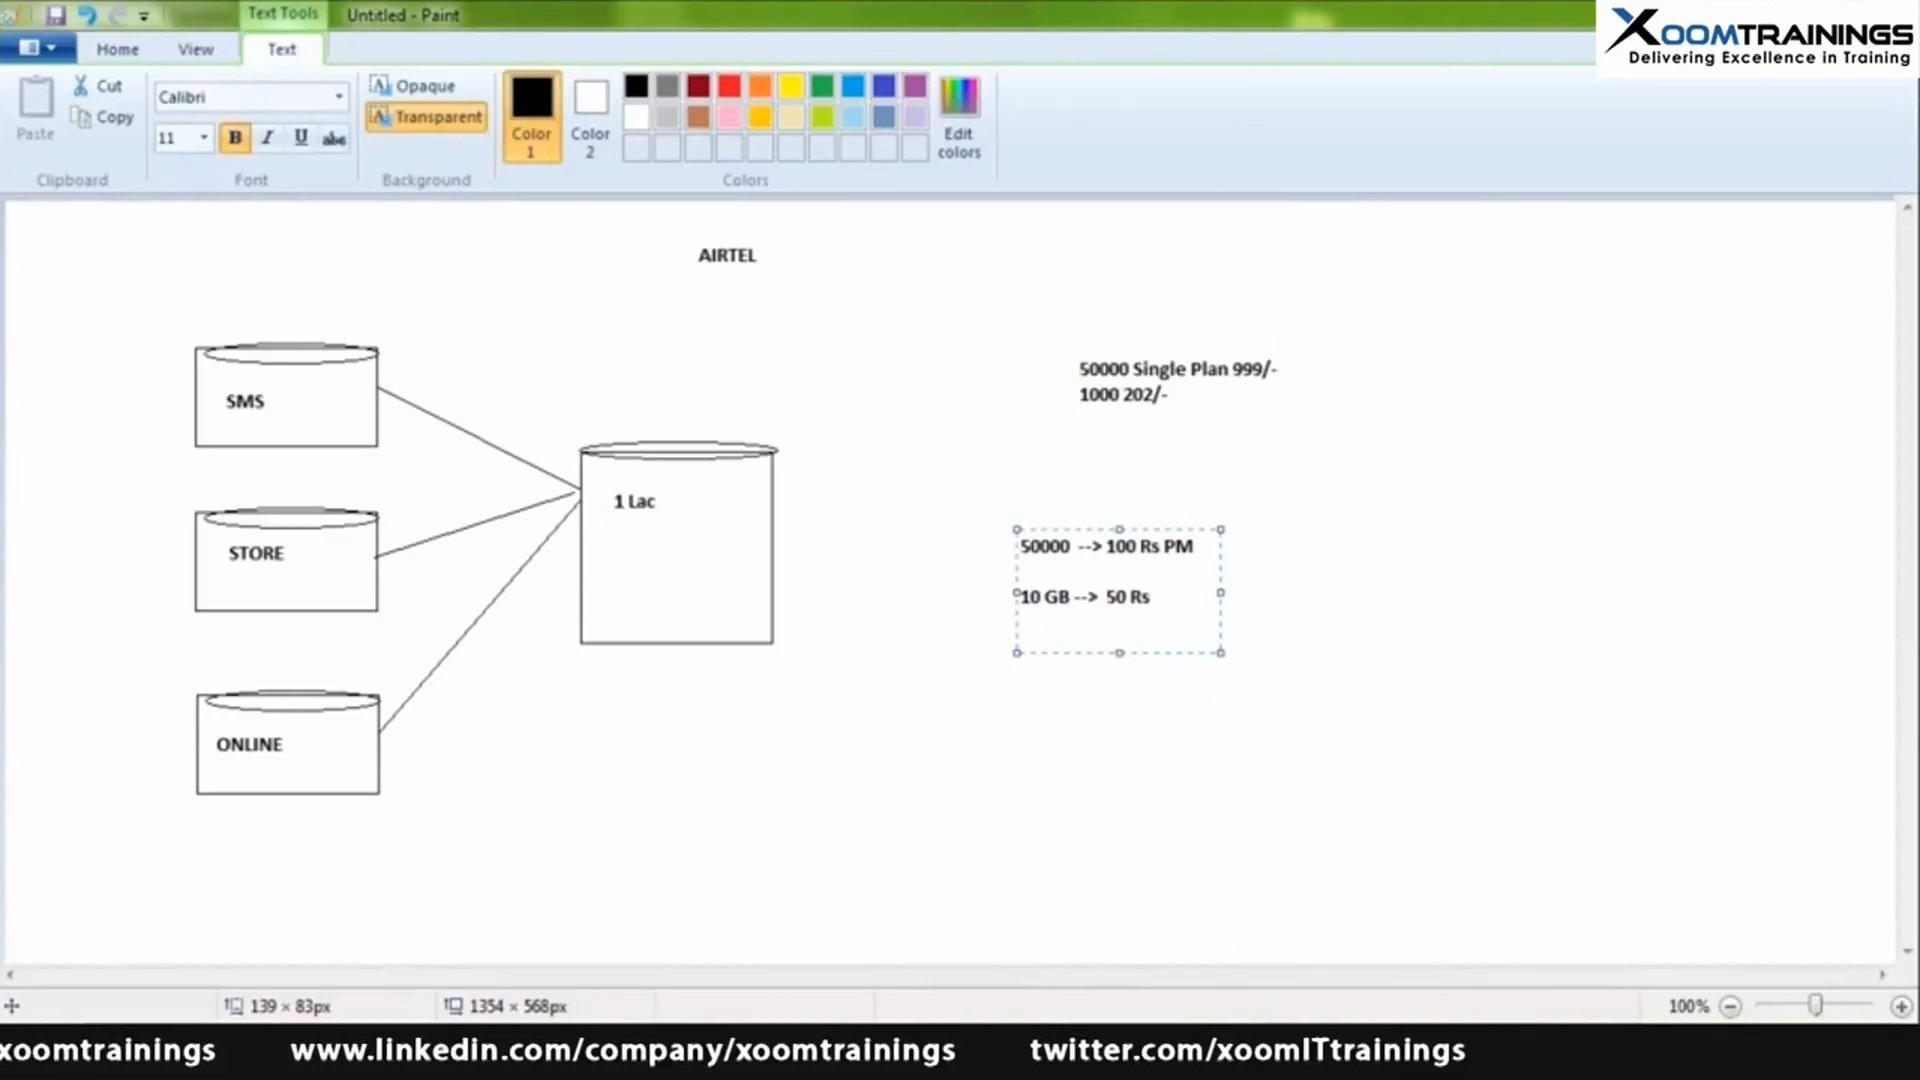 Text Tools
Untitled - Paint
XOOMTRAININGS
Delivering Excellence in Training
Home
View
Text
Paste
Cut
Copy
Clipboard
Calibri
11
B
I
U
abc
Font
Opaque
Transparent
Background
Color 1
Color 2
Edit colors
Colors
AIRTEL
SMS
50000 Single Plan 999/-
1000 202/-
1 Lac
STORE
50000 --> 100 Rs PM
10 GB --> 50 Rs
ONLINE
139 × 83px
1354 × 568px
100%
xoomtrainings
www.linkedin.com/company/xoomtrainings
twitter.com/xoomITtrainings